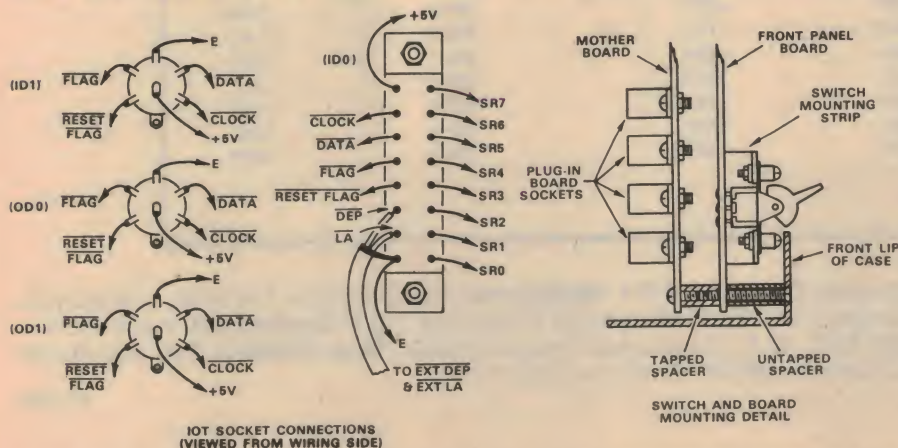 (ID1)
E
FLAG
DATA
RESET
FLAG
CLOCK
+5V
(OD0)
E
FLAG
DATA
RESET
FLAG
CLOCK
+5V
(OD1)
E
FLAG
DATA
RESET
FLAG
CLOCK
+5V
+5V
(ID0)
CLOCK
DATA
FLAG
RESET FLAG
DEP
LA
SR7
SR6
SR5
SR4
SR3
SR2
SR1
SR0
E
TO EXT DEP
& EXT LA
IOT SOCKET CONNECTIONS
(VIEWED FROM WIRING SIDE)
MOTHER
BOARD
FRONT PANEL
BOARD
SWITCH
MOUNTING
STRIP
PLUG-IN
BOARD
SOCKETS
FRONT LIP
OF CASE
TAPPED
SPACER
UNTAPPED
SPACER
SWITCH AND BOARD
MOUNTING DETAIL